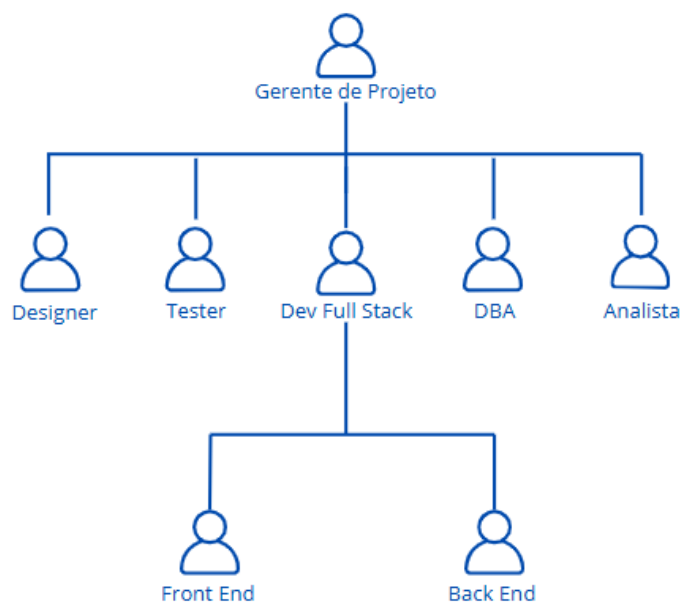 Gerente de Projeto
Designer
Tester
Dev Full Stack
DBA
Analista
Front End
Back End